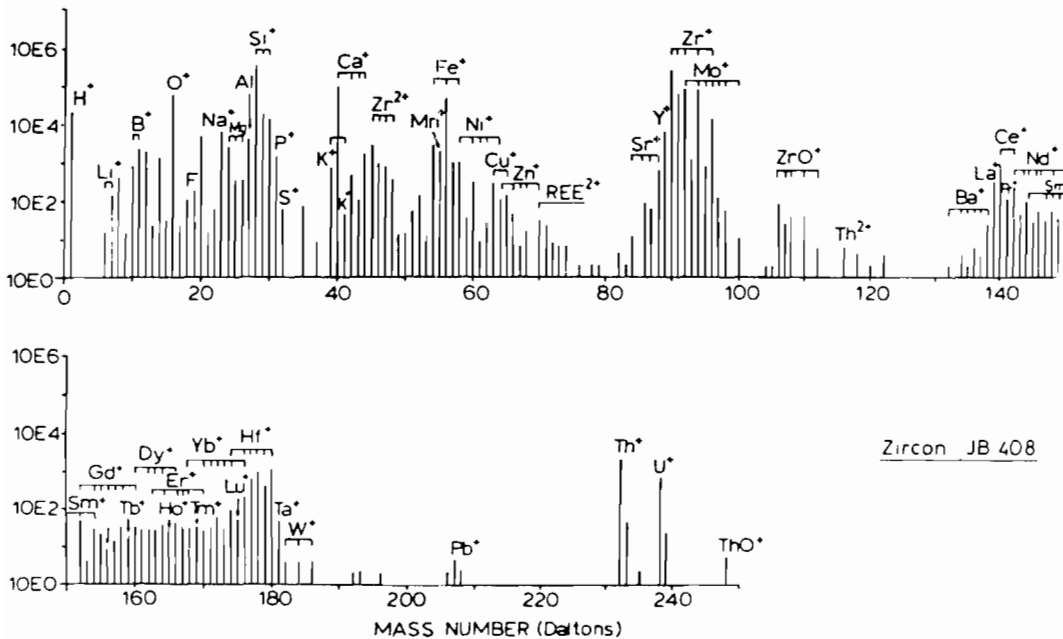 10E6
10E4
10E2
10E0
H⁺
Li⁺
B⁺
O⁺
F
Na⁺
Mg
Al
Si⁺
P⁺
S⁺
K⁺
K
Ca⁺
Zr²⁺
Mn⁺
Fe⁺
Ni⁺
Cu⁺
Zn⁺
REE²⁺
Sr⁺
Y⁺
Zr⁺
Mo⁺
ZrO⁺
Th²⁺
Ba⁺
La⁺
Ce⁺
Nd⁺
Sm
0 20 40 60 80 100 120 140
10E6
10E4
10E2
10E0
Sm⁺
Gd⁺
Tb⁺
Dy⁺
Ho⁺
Er⁺
Tm⁺
Yb⁺
Lu⁺
Hf⁺
Ta⁺
W⁺
Pb⁺
Th⁺
U⁺
ThO⁺
Zircon JB 408
160 180 200 220 240
MASS NUMBER (Daltons)